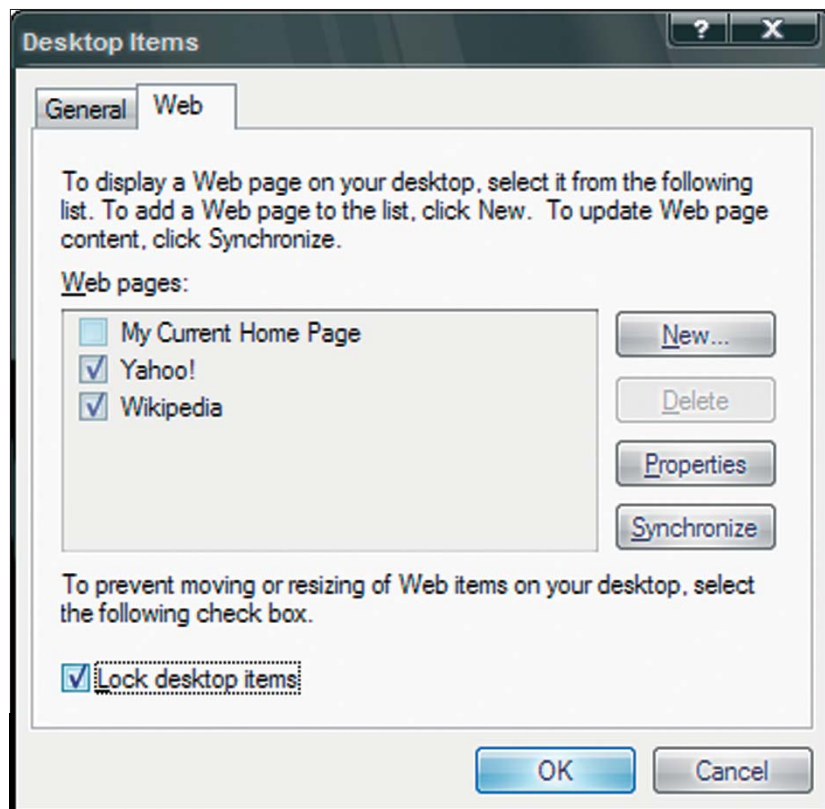 Desktop Items
? X
General Web
To display a Web page on your desktop, select it from the following
list. To add a Web page to the list, click New. To update Web page
content, click Synchronize.
Web pages:
My Current Home Page
Yahoo!
Wikipedia
New...
Delete
Properties
Synchronize
To prevent moving or resizing of Web items on your desktop, select
the following check box.
Lock desktop items
OK Cancel